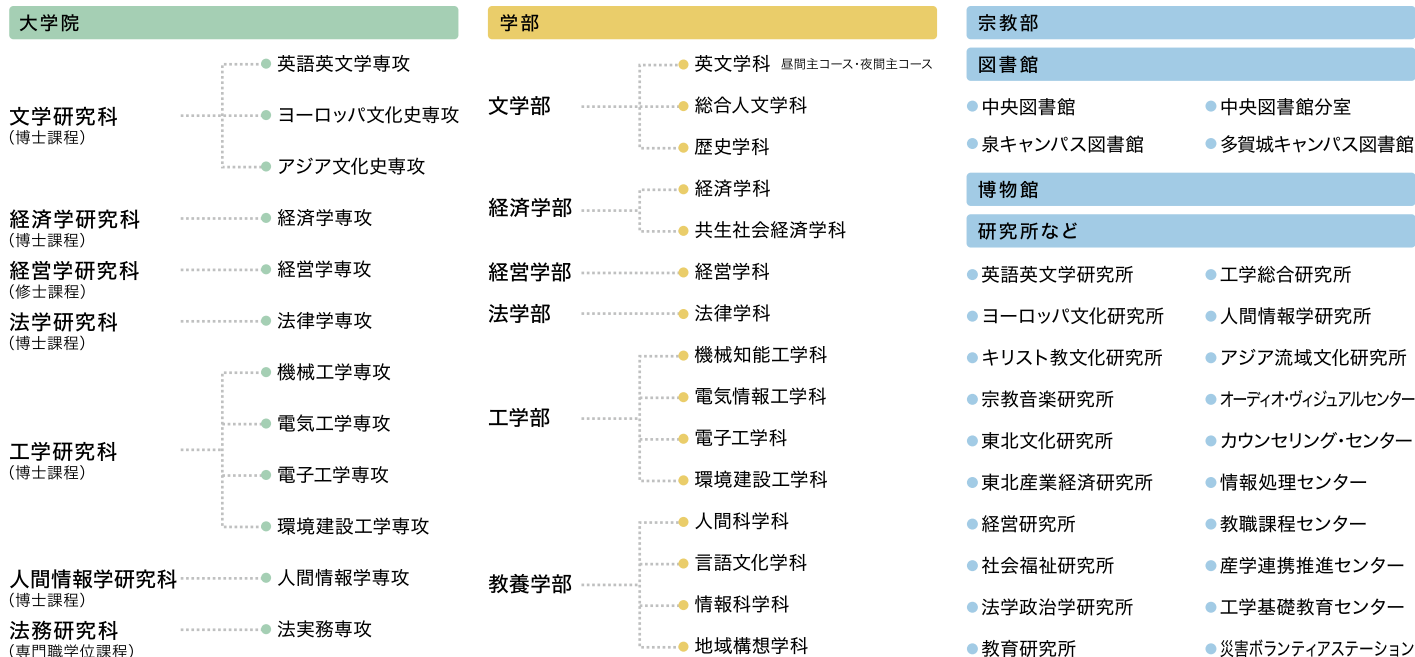 大学院
文学研究科
(博士課程)
英語英文学専攻
ヨーロッパ文化史専攻
アジア文化史専攻
経済学研究科
(博士課程)
経済学専攻
経営学研究科
(修士課程)
経営学専攻
法学研究科
(博士課程)
法律学専攻
工学研究科
(博士課程)
機械工学専攻
電気工学専攻
電子工学専攻
環境建設工学専攻
人間情報学研究科
(博士課程)
人間情報学専攻
法務研究科
(専門職学位課程)
法実務専攻
学部
文学部
英文学科 昼間主コース・夜間主コース
総合人文学科
歴史学科
経済学部
経済学科
共生社会経済学科
経営学部
経営学科
法学部
法律学科
工学部
機械知能工学科
電気情報工学科
電子工学科
環境建設工学科
教養学部
人間科学科
言語文化学科
情報科学科
地域構想学科
宗教部
図書館
中央図書館
中央図書館分室
泉キャンパス図書館
多賀城キャンパス図書館
博物館
研究所など
英語英文学研究所
ヨーロッパ文化研究所
キリスト教文化研究所
宗教音楽研究所
東北文化研究所
東北産業経済研究所
経営研究所
社会福祉研究所
法学政治学研究所
教育研究所
工学総合研究所
人間情報学研究所
アジア流域文化研究所
オーディオ・ヴィジュアルセンター
カウンセリング・センター
情報処理センター
教職課程センター
産学連携推進センター
工学基礎教育センター
災害ボランティアステーション